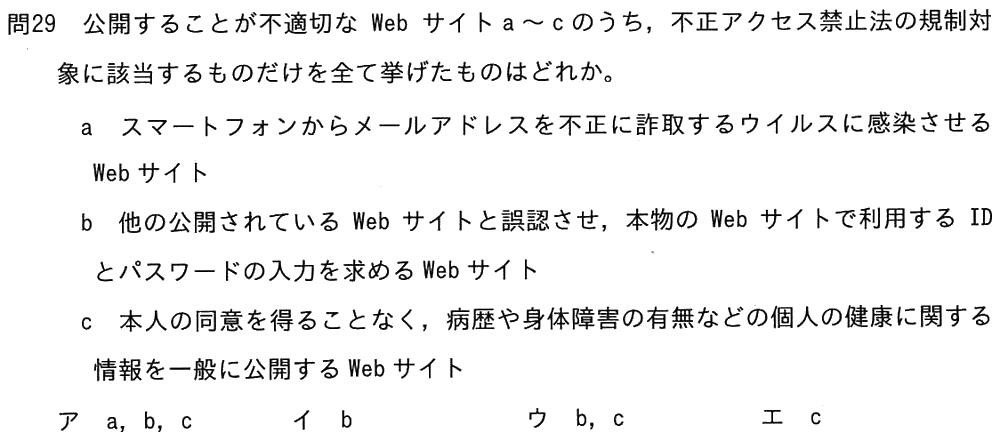 問29 公開することが不適切な Web サイト a ～ c のうち，不正アクセス禁止法の規制対
象に該当するものだけを全て挙げたものはどれか。
a スマートフォンからメールアドレスを不正に詐取するウイルスに感染させる
Web サイト
b 他の公開されている Web サイトと誤認させ，本物の Web サイトで利用する ID
とパスワードの入力を求める Web サイト
c 本人の同意を得ることなく，病歴や身体障害の有無などの個人の健康に関する
情報を一般に公開する Web サイト
ア a, b, c イ b ウ b, c エ c